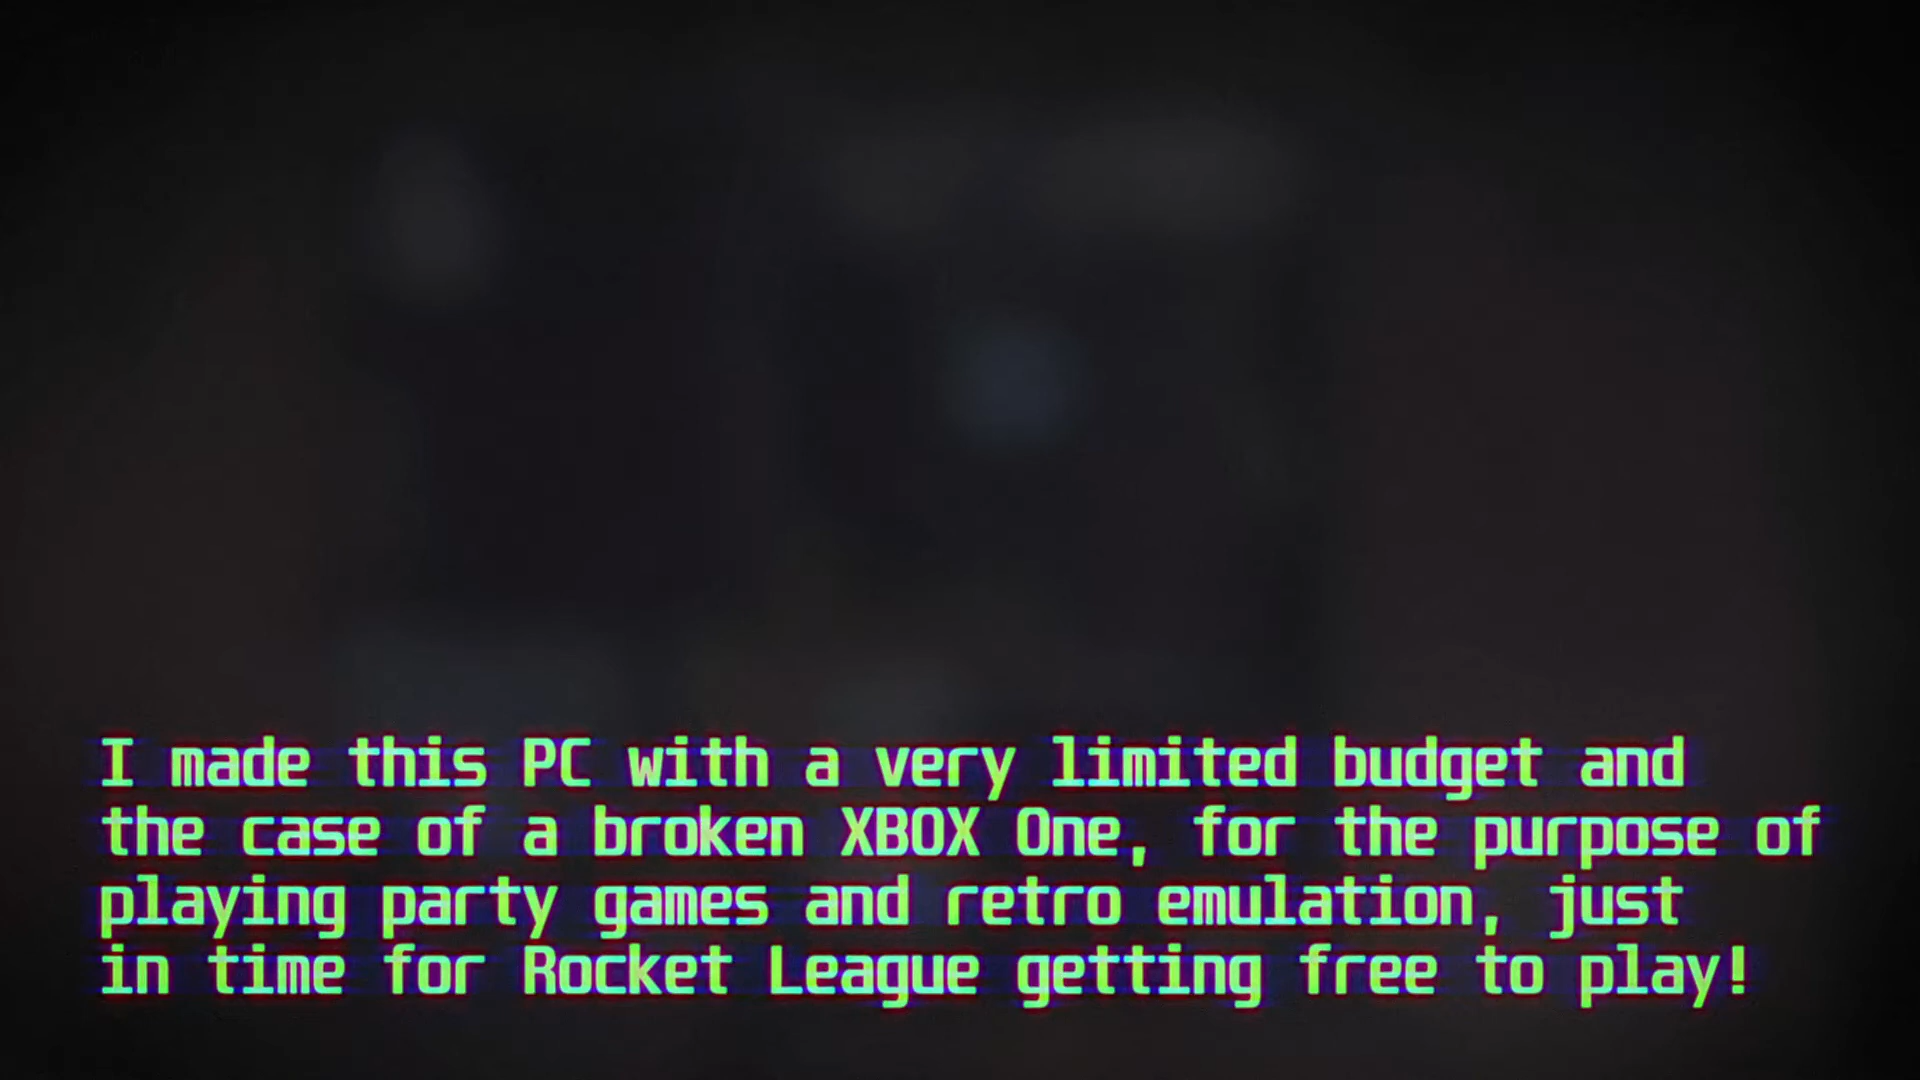 I made this PC with a very limited budget and
the case of a broken XBOX One, for the purpose of
playing party games and retro emulation, just
in time for Rocket League getting free to play!